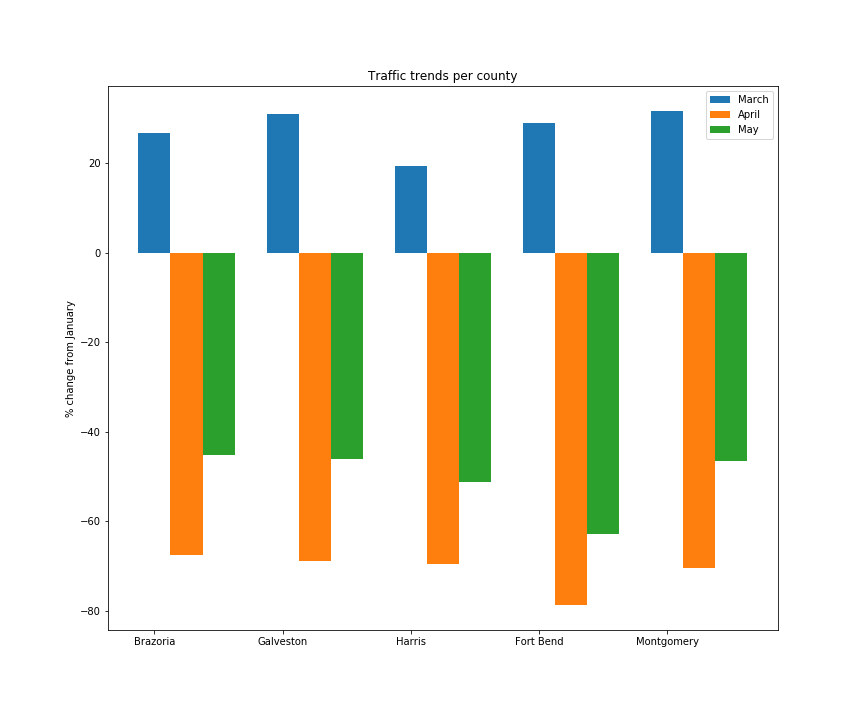 Traffic trends per county
March
April
May
% change from January
20
0
−20
−40
−60
−80
Brazoria Galveston Harris Fort Bend Montgomery